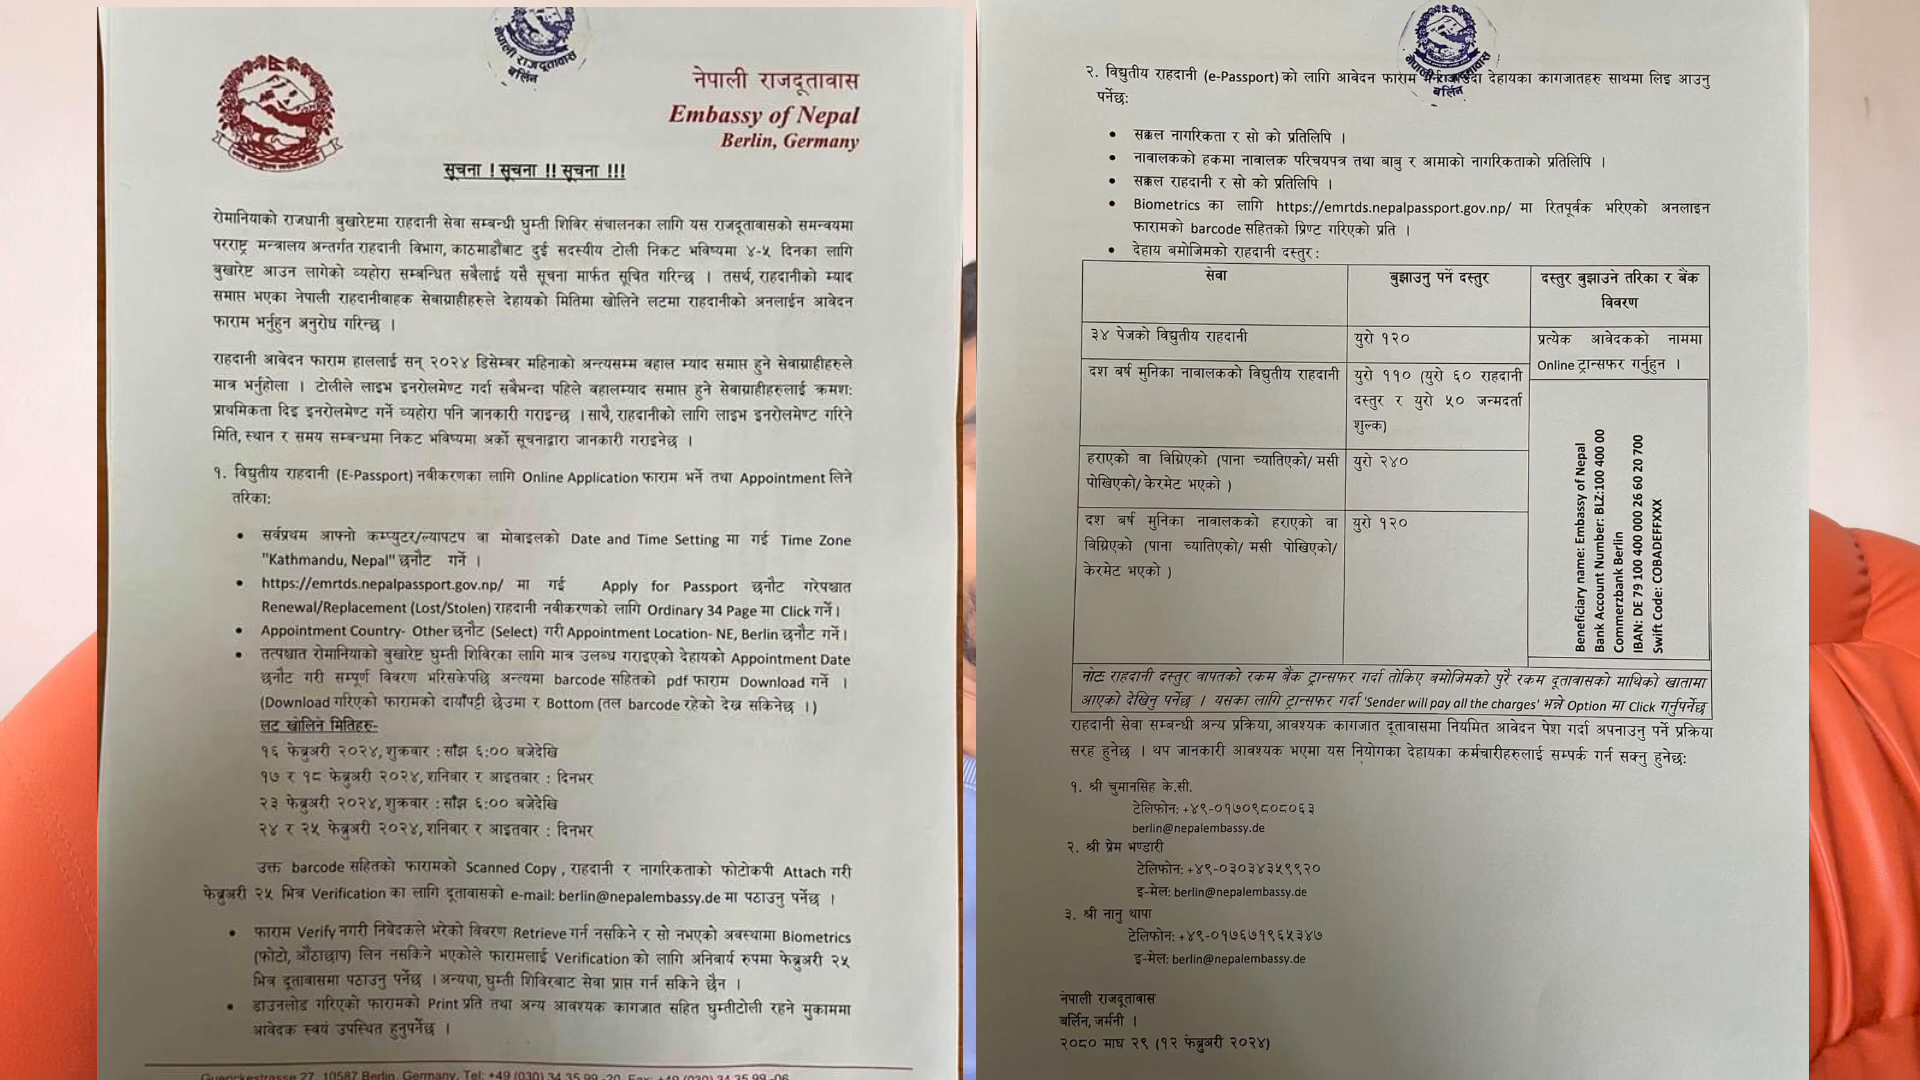 नेपाली राजदूतावास
बर्लिन
नेपाली राजदूतावास
Embassy of Nepal
Berlin, Germany
सूचना ! सूचना !! सूचना !!!
रोमानियाको राजधानी बुखारेष्टमा राहदानी सेवा सम्बन्धी घुम्ती शिविर संचालनका लागि यस राजदूतावासको समन्वयमा
परराष्ट्र मन्त्रालय अन्तर्गत राहदानी विभाग, काठमाडौंबाट दुई सदस्यीय टोली निकट भविष्यमा ४-५ दिनका लागि
बुखारेष्ट आउन लागेको व्यहोरा सम्बन्धित सबैलाई यसै सूचना मार्फत सूचित गरिन्छ । तसर्थ, राहदानीको म्याद
समाप्त भएका नेपाली राहदानीवाहक सेवाग्राहीहरुले देहायको मितिमा खोलिने लटमा राहदानीको अनलाईन आवेदन
फाराम भर्नुहुन अनुरोध गरिन्छ ।
राहदानी आवेदन फाराम हाललाई सन् २०२४ डिसेम्बर महिनाको अन्त्यसम्म बहाल म्याद समाप्त हुने सेवाग्राहीहरुले
मात्र भर्नुहोला । टोलीले लाइभ इनरोलमेण्ट गर्दा सबैभन्दा पहिले बहालम्याद समाप्त हुने सेवाग्राहीहरुलाई क्रमश:
प्राथमिकता दिइ इनरोलमेण्ट गर्ने व्यहोरा पनि जानकारी गराइन्छ ।साथै, राहदानीको लागि लाइभ इनरोलमेण्ट गरिने
मिति, स्थान र समय सम्बन्धमा निकट भविष्यमा अर्को सूचनाद्वारा जानकारी गराइनेछ ।
१. विद्युतीय राहदानी (E-Passport) नवीकरणका लागि Online Application फाराम भर्ने तथा Appointment लिने
तरिका:
• सर्वप्रथम आफ्नो कम्प्युटर/ल्यापटप वा मोबाइलको Date and Time Setting मा गई Time Zone
"Kathmandu, Nepal" छनौट गर्ने ।
• https://emrtds.nepalpassport.gov.np/ मा गई Apply for Passport छनौट गरेपश्चात
Renewal/Replacement (Lost/Stolen) राहदानी नवीकरणको लागि Ordinary 34 Page मा Click गर्ने।
• Appointment Country- Other छनौट (Select) गरी Appointment Location- NE, Berlin छनौट गर्ने।
• तत्पश्चात रोमानियाको बुखारेष्ट घुम्ती शिविरका लागि मात्र उलब्ध गराइएको देहायको Appointment Date
छनौट गरी सम्पूर्ण विवरण भरिसकेपछि अन्त्यमा barcode सहितको pdf फाराम Download गर्ने ।
(Download गरिएको फारामको दायाँपट्टी छेउमा र Bottom (तल barcode रहेको देख्न सकिनेछ ।)
लट खोलिने मितिहरु-
१६ फेब्रुअरी २०२४, शुक्रवार : साँझ ६:०० बजेदेखि
१७ र १८ फेब्रुअरी २०२४, शनिवार र आइतवार : दिनभर
२३ फेब्रुअरी २०२४, शुक्रवार : साँझ ६:०० बजेदेखि
२४ र २५ फेब्रुअरी २०२४, शनिवार र आइतवार : दिनभर
उक्त barcode सहितको फारामको Scanned Copy , राहदानी र नागरिकताको फोटोकपी Attach गरी
फेब्रुअरी २५ भित्र Verification का लागि दूतावासको e-mail: berlin@nepalembassy.de मा पठाउनु पर्नेछ ।
• फाराम Verify नगरी निवेदकले भरेको विवरण Retrieve गर्न नसकिने र सो नभएको अवस्थामा Biometrics
(फोटो, औंठाछाप) लिन नसकिने भएकोले फारामलाई Verification को लागि अनिवार्य रुपमा फेब्रुअरी २५
भित्र दूतावासमा पठाउनु पर्नेछ । अन्यथा, घुम्ती शिविरबाट सेवा प्राप्त गर्न सकिने छैन ।
• डाउनलोड गरिएको फारामको Print प्रति तथा अन्य आवश्यक कागजात सहित घुम्तीटोली रहने मुकाममा
आवेदक स्वयं उपस्थित हुनुपर्नेछ ।
Guerickestrasse 27, 10587 Berlin, Germany, Tel: +49 (030) 34 35 99 -20, Fax: +49 (030) 34 35 99 -06
नेपाली राजदूतावास
बर्लिन
२. विद्युतीय राहदानी (e-Passport) को लागि आवेदन फाराम देहायका कागजातहरु साथमा लिइ आउनु
पर्नेछ:
• सक्कल नागरिकता र सो को प्रतिलिपि ।
• नावालकको हकमा नावालक परिचयपत्र तथा बाबु र आमाको नागरिकताको प्रतिलिपि ।
• सक्कल राहदानी र सो को प्रतिलिपि ।
• Biometrics का लागि https://emrtds.nepalpassport.gov.np/ मा रितपूर्वक भरिएको अनलाइन
फारामको barcode सहितको प्रिण्ट गरिएको प्रति ।
• देहाय बमोजिमको राहदानी दस्तुर :
सेवा
बुझाउनु पर्ने दस्तुर
दस्तुर बुझाउने तरिका र बैंक
विवरण
३४ पेजको विद्युतीय राहदानी
युरो १२०
प्रत्येक आवेदकको नाममा
Online ट्रान्सफर गर्नुहुन ।
दश बर्ष मुनिका नावालकको विद्युतीय राहदानी
युरो ११० (युरो ६० राहदानी
दस्तुर र युरो ५० जन्मदर्ता
शुल्क)
हराएको वा विग्रिएको (पाना च्यातिएको/ मसी
पोखिएको/ केरमेट भएको )
युरो २४०
दश बर्ष मुनिका नावालकको हराएको वा
विग्रिएको (पाना च्यातिएको/ मसी पोखिएको/
केरमेट भएको )
युरो १२०
Beneficiary name: Embassy of Nepal
Bank Account Number: BLZ:100 400 00
Commerzbank Berlin
IBAN: DE 79 100 400 000 26 60 20 700
Swift Code: COBADEFFXXX
नोट: राहदानी दस्तुर वापतको रकम बैंक ट्रान्सफर गर्दा तोकिए बमोजिमको पुरै रकम दूतावासको माथिको खातामा
आएको देखिनु पर्नेछ । यसका लागि ट्रान्सफर गर्दा 'Sender will pay all the charges' भन्ने Option मा Click गर्नुपर्नेछ
राहदानी सेवा सम्बन्धी अन्य प्रक्रिया, आवश्यक कागजात दूतावासमा नियमित आवेदन पेश गर्दा अपनाउनु पर्ने प्रक्रिया
सरह हुनेछ । थप जानकारी आवश्यक भएमा यस नियोगका देहायका कर्मचारीहरुलाई सम्पर्क गर्न सक्नु हुनेछ:
१. श्री चुमानसिंह के.सी.
टेलिफोन: +४९-०१७०९८०८०६३
berlin@nepalembassy.de
२. श्री प्रेम भण्डारी
टेलिफोन: +४९-०३०३४३५९९२०
इ-मेल: berlin@nepalembassy.de
३. श्री नानु थापा
टेलिफोन: +४९-०१७६७१९६५३४७
इ-मेल: berlin@nepalembassy.de
नेपाली राजदूतावास
बर्लिन, जर्मनी ।
२०८० माघ २९ (१२ फेब्रुअरी २०२४)